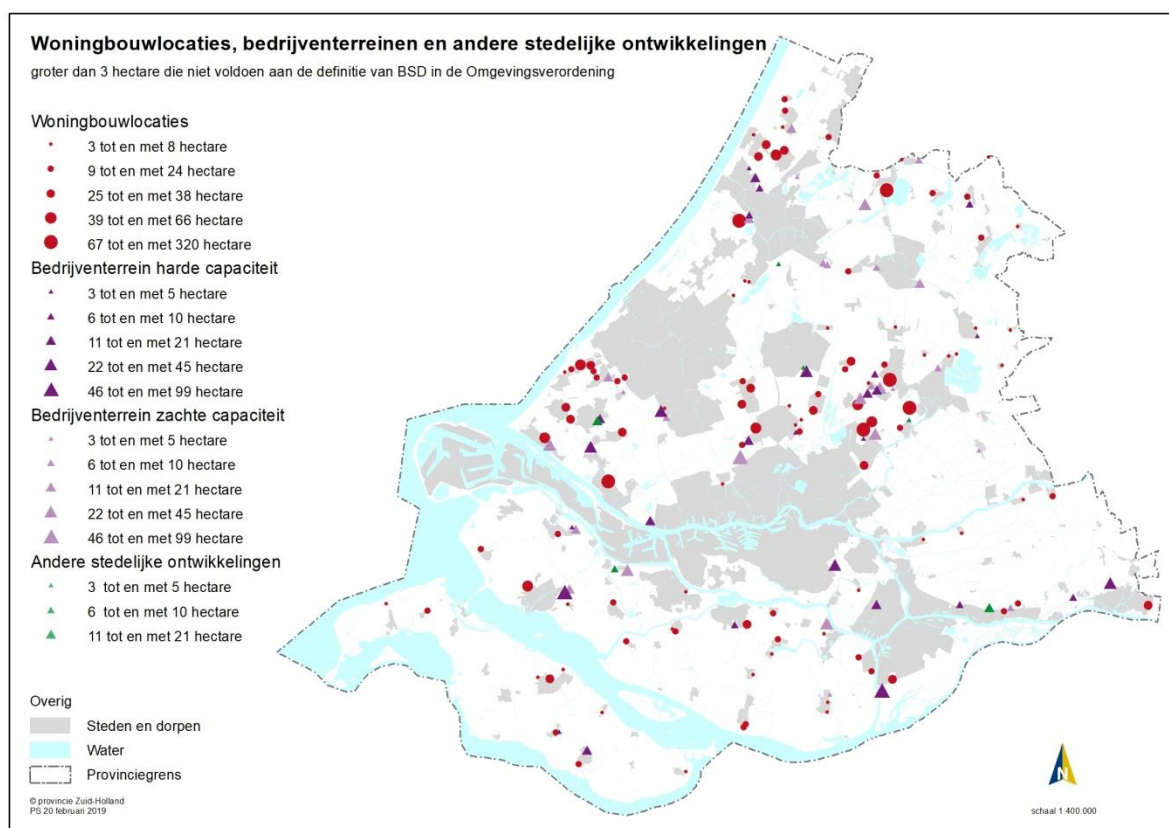 Woningbouwlocaties, bedrijventerreinen en andere stedelijke ontwikkelingen
groter dan 3 hectare die niet voldoen aan de definitie van BSD in de Omgevingsverordening
Woningbouwlocaties
3 tot en met 8 hectare
9 tot en met 24 hectare
25 tot en met 38 hectare
39 tot en met 66 hectare
67 tot en met 320 hectare
Bedrijventerrein harde capaciteit
3 tot en met 5 hectare
6 tot en met 10 hectare
11 tot en met 21 hectare
22 tot en met 45 hectare
46 tot en met 99 hectare
Bedrijventerrein zachte capaciteit
3 tot en met 5 hectare
6 tot en met 10 hectare
11 tot en met 21 hectare
22 tot en met 45 hectare
46 tot en met 99 hectare
Andere stedelijke ontwikkelingen
3 tot en met 5 hectare
6 tot en met 10 hectare
11 tot en met 21 hectare
Overig
Steden en dorpen
Water
Provinciegrens
© provincie Zuid-Holland
PS 20 februari 2019
N
schaal 1:400.000